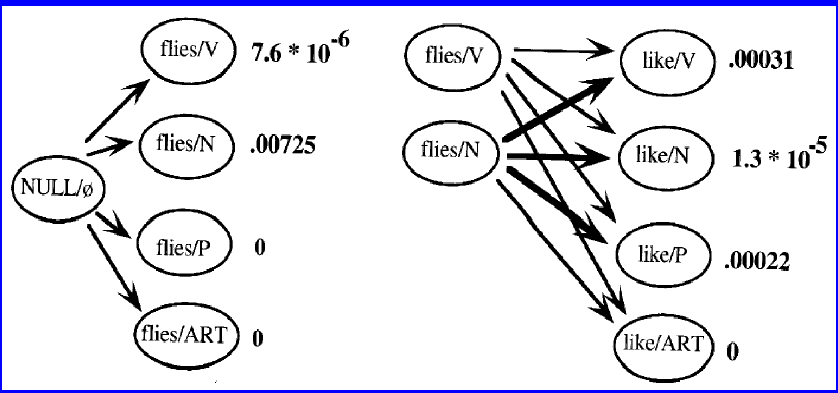 flies/V 7.6 * 10^-6
flies/N .00725
NULL/ø
flies/P 0
flies/ART 0
flies/V
flies/N
like/V .00031
like/N 1.3 * 10^-5
like/P .00022
like/ART 0